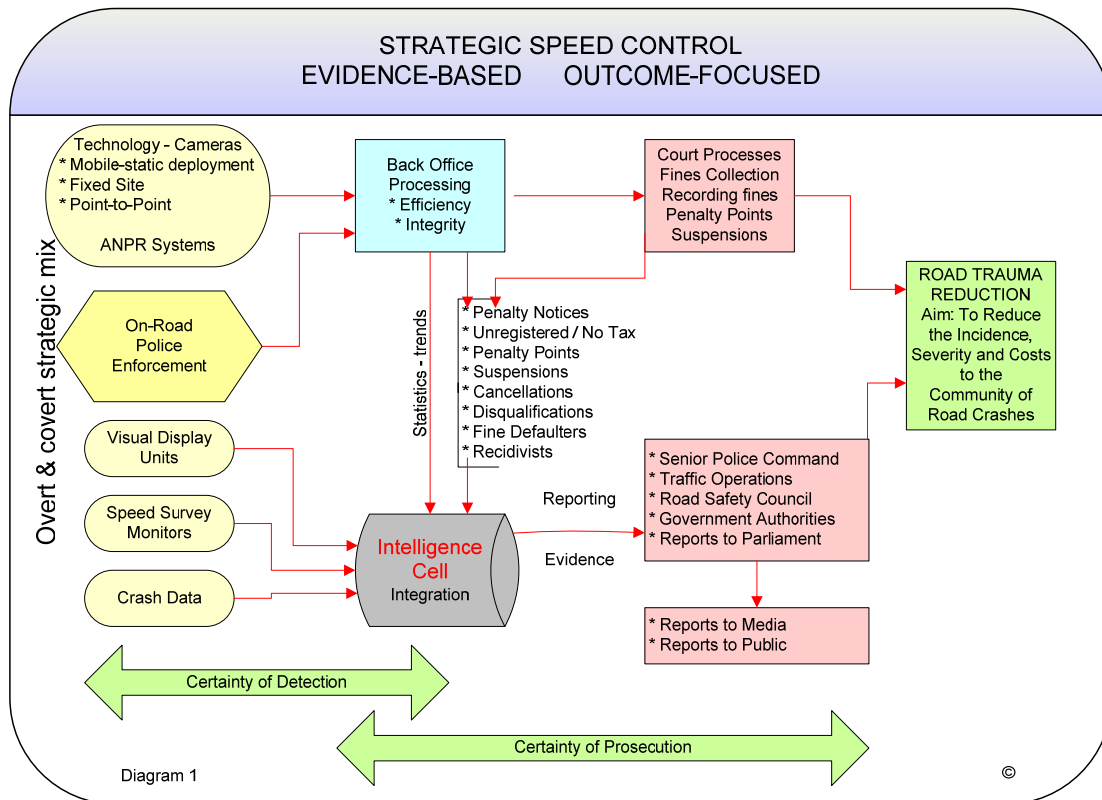 STRATEGIC SPEED CONTROL
EVIDENCE-BASED OUTCOME-FOCUSED
Overt & covert strategic mix
Technology - Cameras
* Mobile-static deployment
* Fixed Site
* Point-to-Point
ANPR Systems
On-Road
Police
Enforcement
Visual Display
Units
Speed Survey
Monitors
Crash Data
Back Office
Processing
* Efficiency
* Integrity
Statistics - trends
* Penalty Notices
* Unregistered / No Tax
* Penalty Points
* Suspensions
* Cancellations
* Disqualifications
* Fine Defaulters
* Recidivists
Intelligence
Cell
Integration
Reporting
Evidence
Court Processes
Fines Collection
Recording fines
Penalty Points
Suspensions
* Senior Police Command
* Traffic Operations
* Road Safety Council
* Government Authorities
* Reports to Parliament
* Reports to Media
* Reports to Public
ROAD TRAUMA
REDUCTION
Aim: To Reduce
the Incidence,
Severity and Costs
to the
Community of
Road Crashes
Certainty of Detection
Certainty of Prosecution
Diagram 1
©